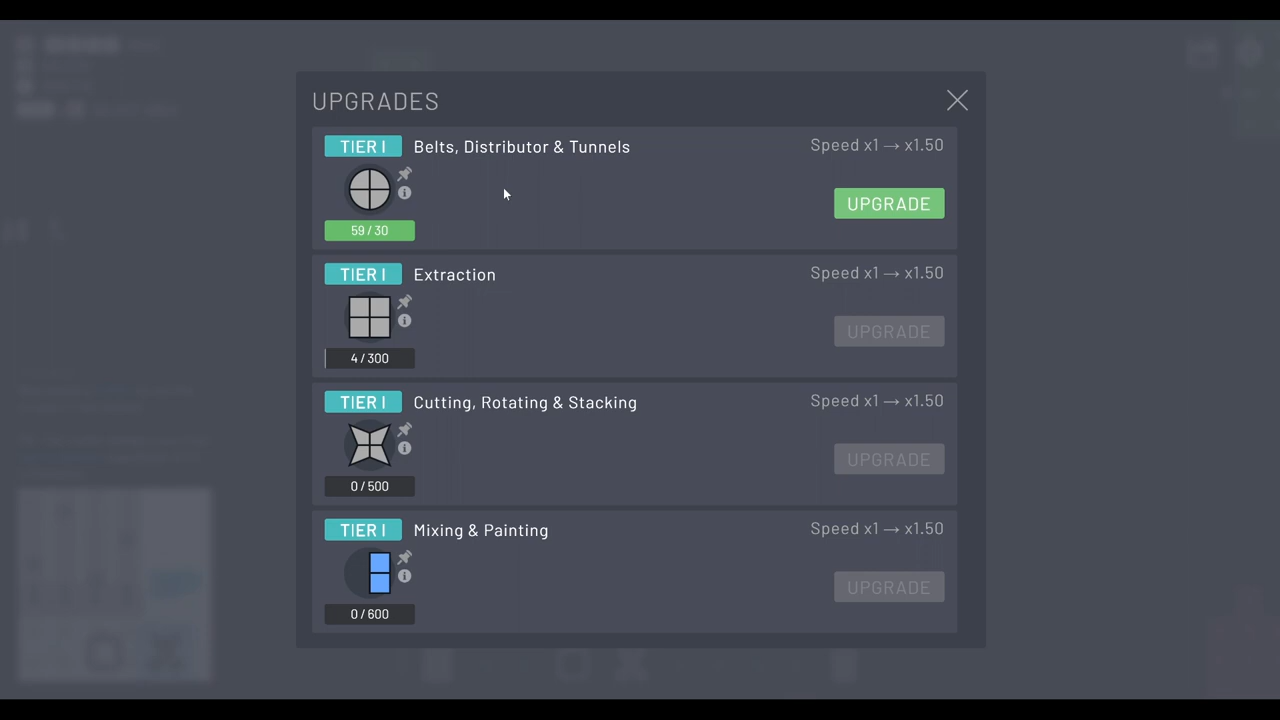 UPGRADES
TIER I Belts, Distributor & Tunnels Speed x1 → x1.50
UPGRADE
59 / 30
TIER I Extraction Speed x1 → x1.50
UPGRADE
4 / 300
TIER I Cutting, Rotating & Stacking Speed x1 → x1.50
UPGRADE
0 / 500
TIER I Mixing & Painting Speed x1 → x1.50
UPGRADE
0 / 600